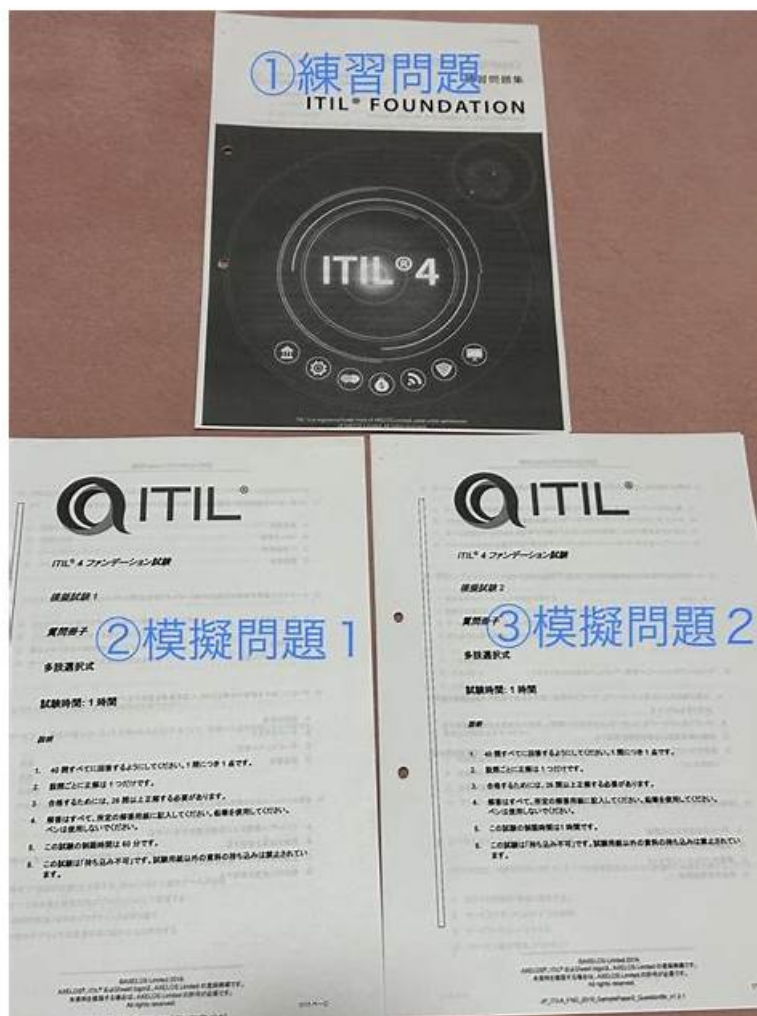 ①練習問題
習問題集
ITIL® FOUNDATION
ITIL®4
ITIL®
ITIL® 4 ファンデーション試験
模擬試験 1
質問冊子
②模擬問題1
多肢選択式
試験時間: 1 時間
説明
1. 40 問すべてに回答するようにしてください。1 問につき 1 点です。
2. 設問ごとに正解は 1 つだけです。
3. 合格するためには、26 問以上正解する必要があります。
4. 解答はすべて、所定の解答用紙に記入してください。鉛筆を使用してください。
ペンは使用しないでください。
5. この試験の制限時間は 60 分です。
6. この試験は「持ち込み不可」です。試験用紙以外の資料の持ち込みは禁止されてい
ます。
©AXELOS Limited 2019.
All rights reserved.
ITIL®
ITIL® 4 ファンデーション試験
模擬試験 2
質問冊子
③模擬問題2
多肢選択式
試験時間: 1 時間
説明
1. 40 問すべてに回答するようにしてください。1 問につき 1 点です。
2. 設問ごとに正解は 1 つだけです。
3. 合格するためには、26 問以上正解する必要があります。
4. 解答はすべて、所定の解答用紙に記入してください。鉛筆を使用してください。
ペンは使用しないでください。
5. この試験の制限時間は 1 時間です。
6. この試験は「持ち込み不可」です。試験用紙以外の資料の持ち込みは禁止されてい
ます。
©AXELOS Limited 2019.
All rights reserved.